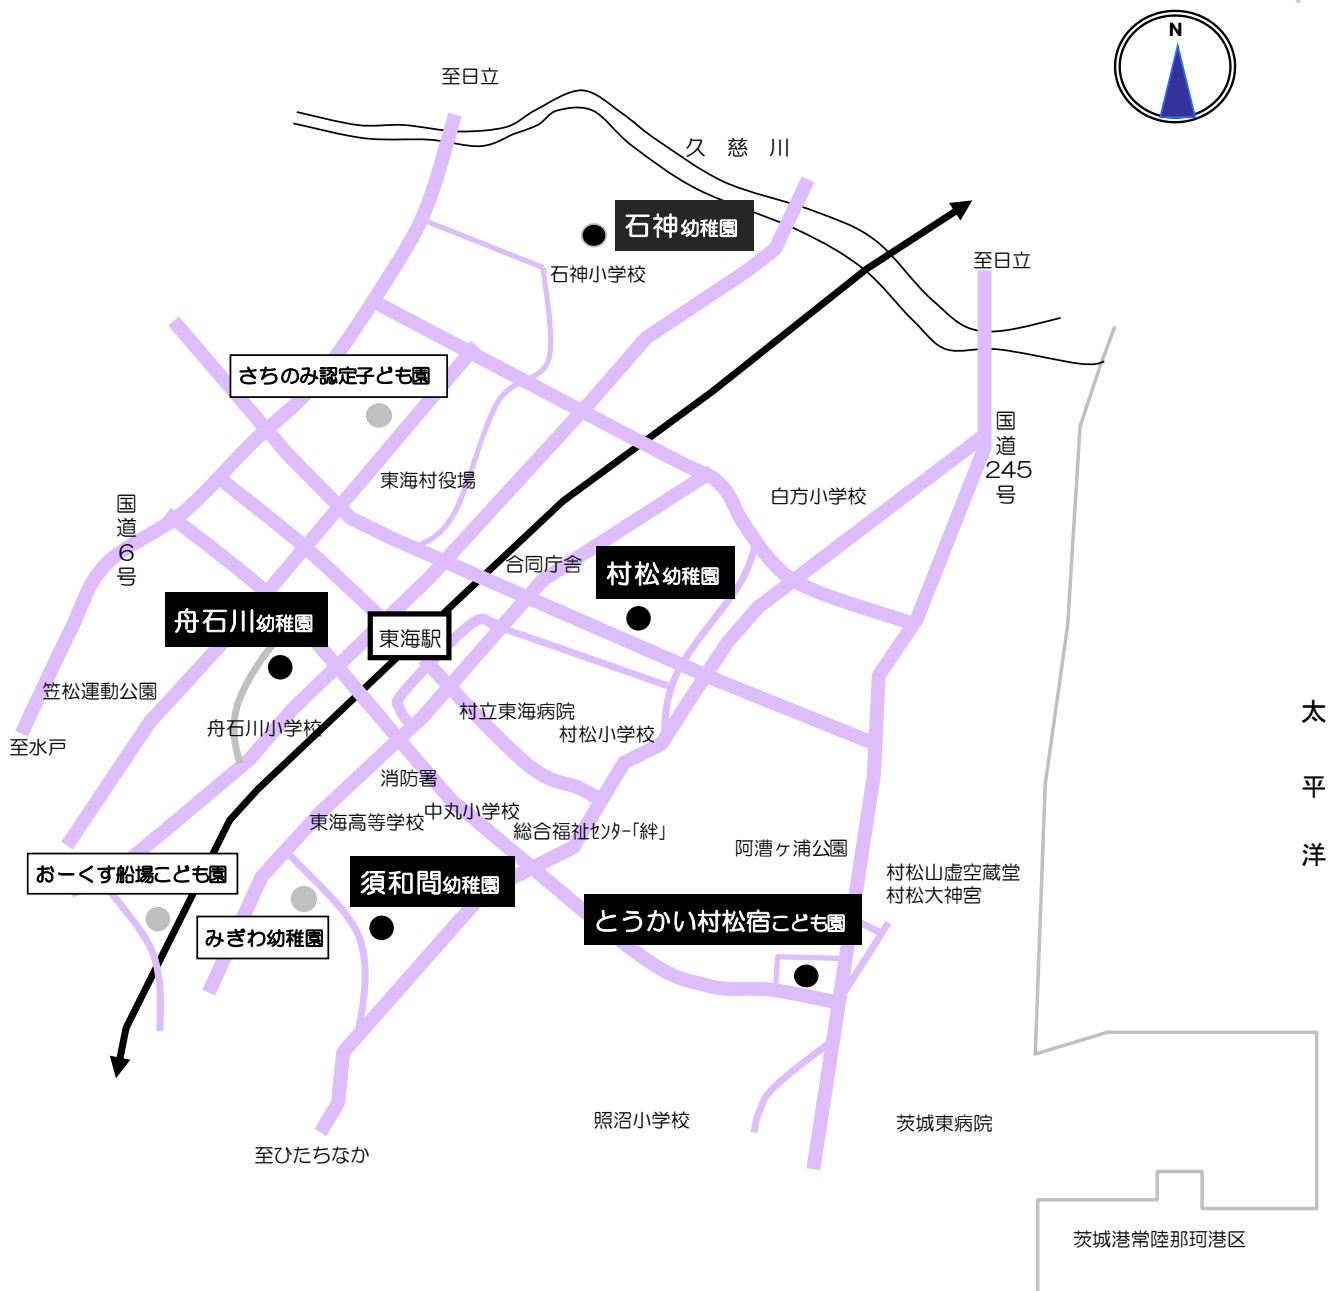 N
至日立
久慈川
石神幼稚園
石神小学校
至日立
さちのみ認定子ども園
国道245号
東海村役場
白方小学校
国道6号
合同庁舎
村松幼稚園
舟石川幼稚園
東海駅
笠松運動公園
村立東海病院
舟石川小学校
村松小学校
至水戸
太平洋
消防署
中丸小学校
東海高等学校
総合福祉センター「絆」
阿漕ヶ浦公園
おーくす船場こども園
須和間幼稚園
村松山虚空蔵堂
村松大神宮
とうかい村松宿こども園
みぎわ幼稚園
照沼小学校
茨城東病院
至ひたちなか
茨城港常陸那珂港区